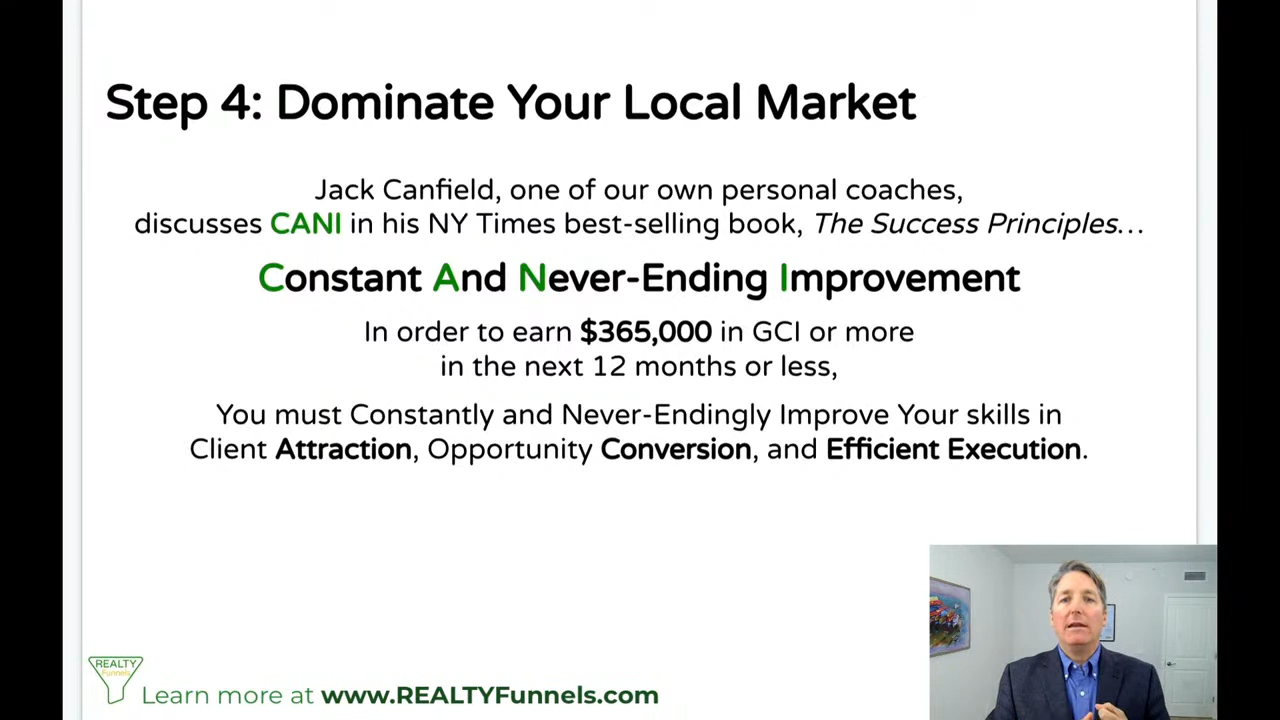 Step 4: Dominate Your Local Market
Jack Canfield, one of our own personal coaches,
discusses CANI in his NY Times best-selling book, The Success Principles…
Constant And Never-Ending Improvement
In order to earn $365,000 in GCI or more
in the next 12 months or less,
You must Constantly and Never-Endingly Improve Your skills in
Client Attraction, Opportunity Conversion, and Efficient Execution.
REALTY
Funnels
Learn more at www.REALTYFunnels.com